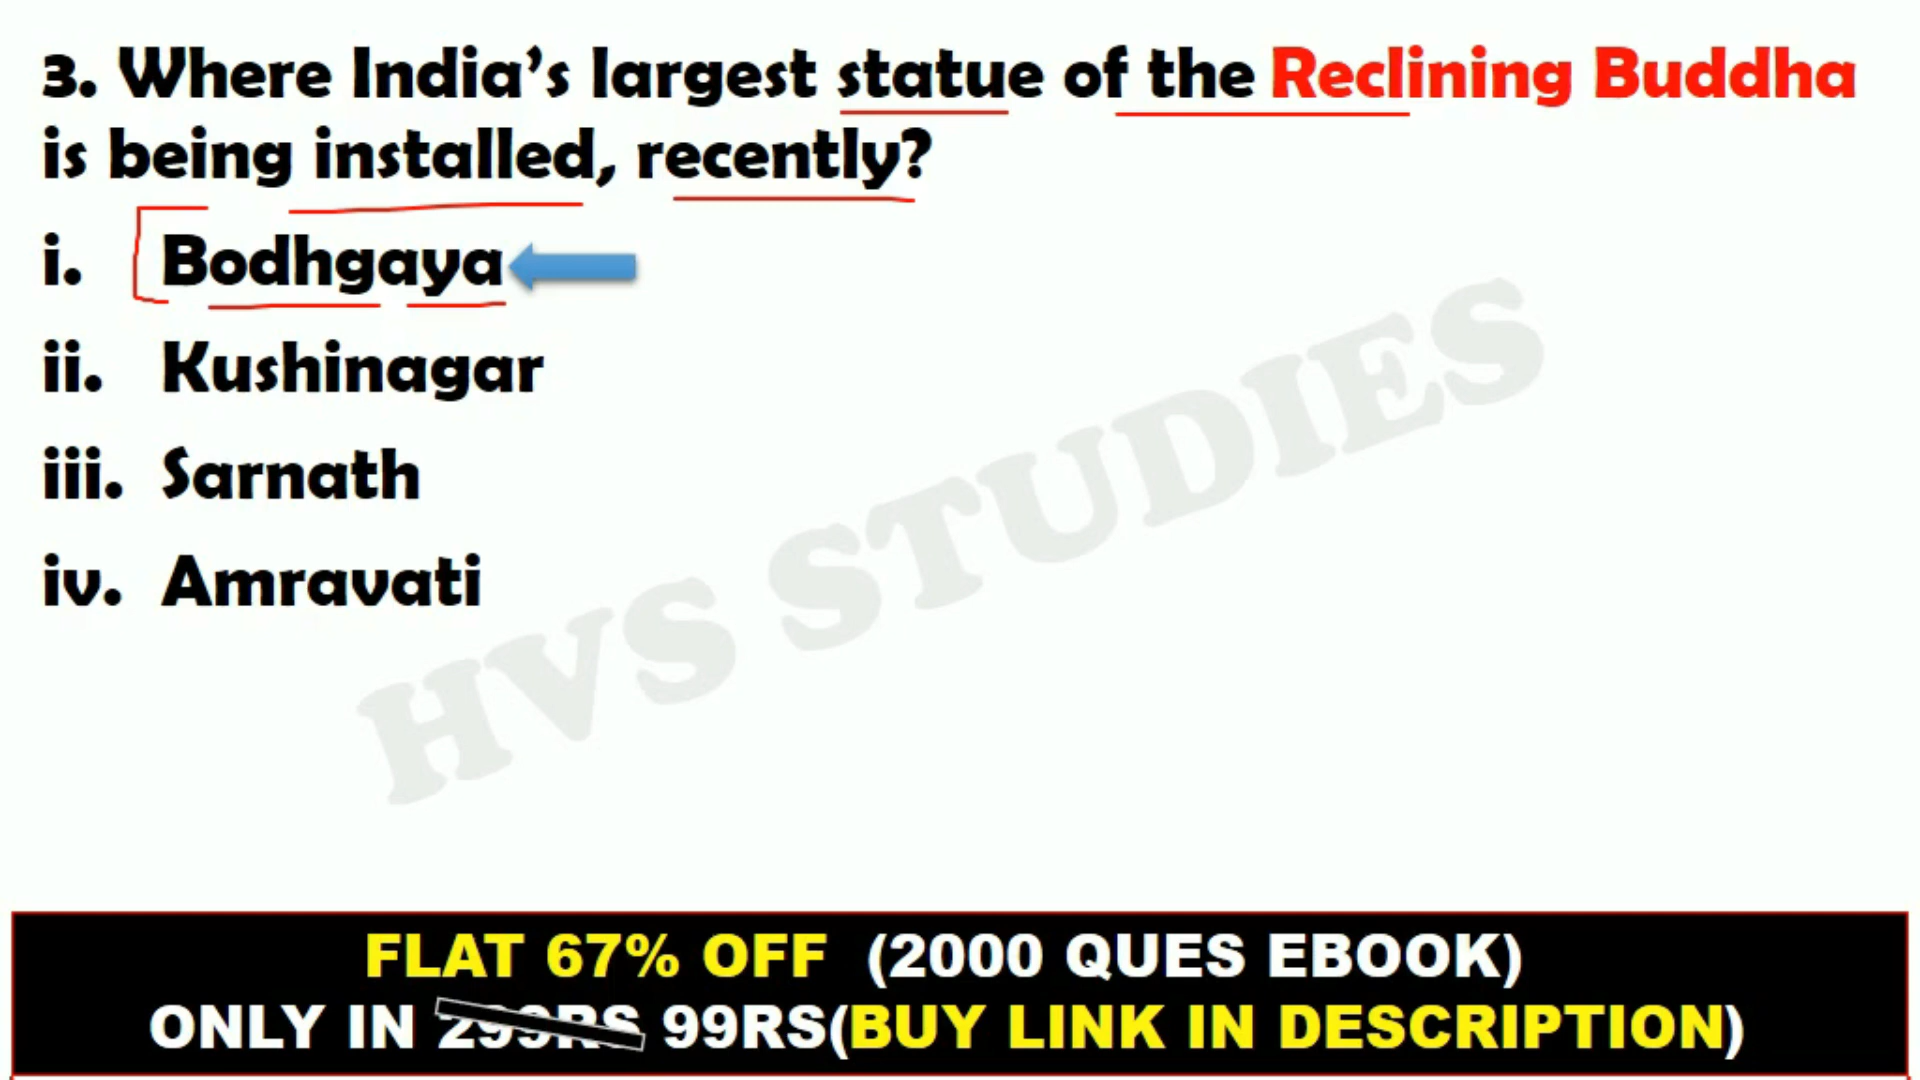 3. Where India’s largest statue of the Reclining Buddha
is being installed, recently?
i. Bodhgaya
ii. Kushinagar
iii. Sarnath
iv. Amravati
HVS STUDIES
FLAT 67% OFF (2000 QUES EBOOK)
ONLY IN 299RS 99RS(BUY LINK IN DESCRIPTION)